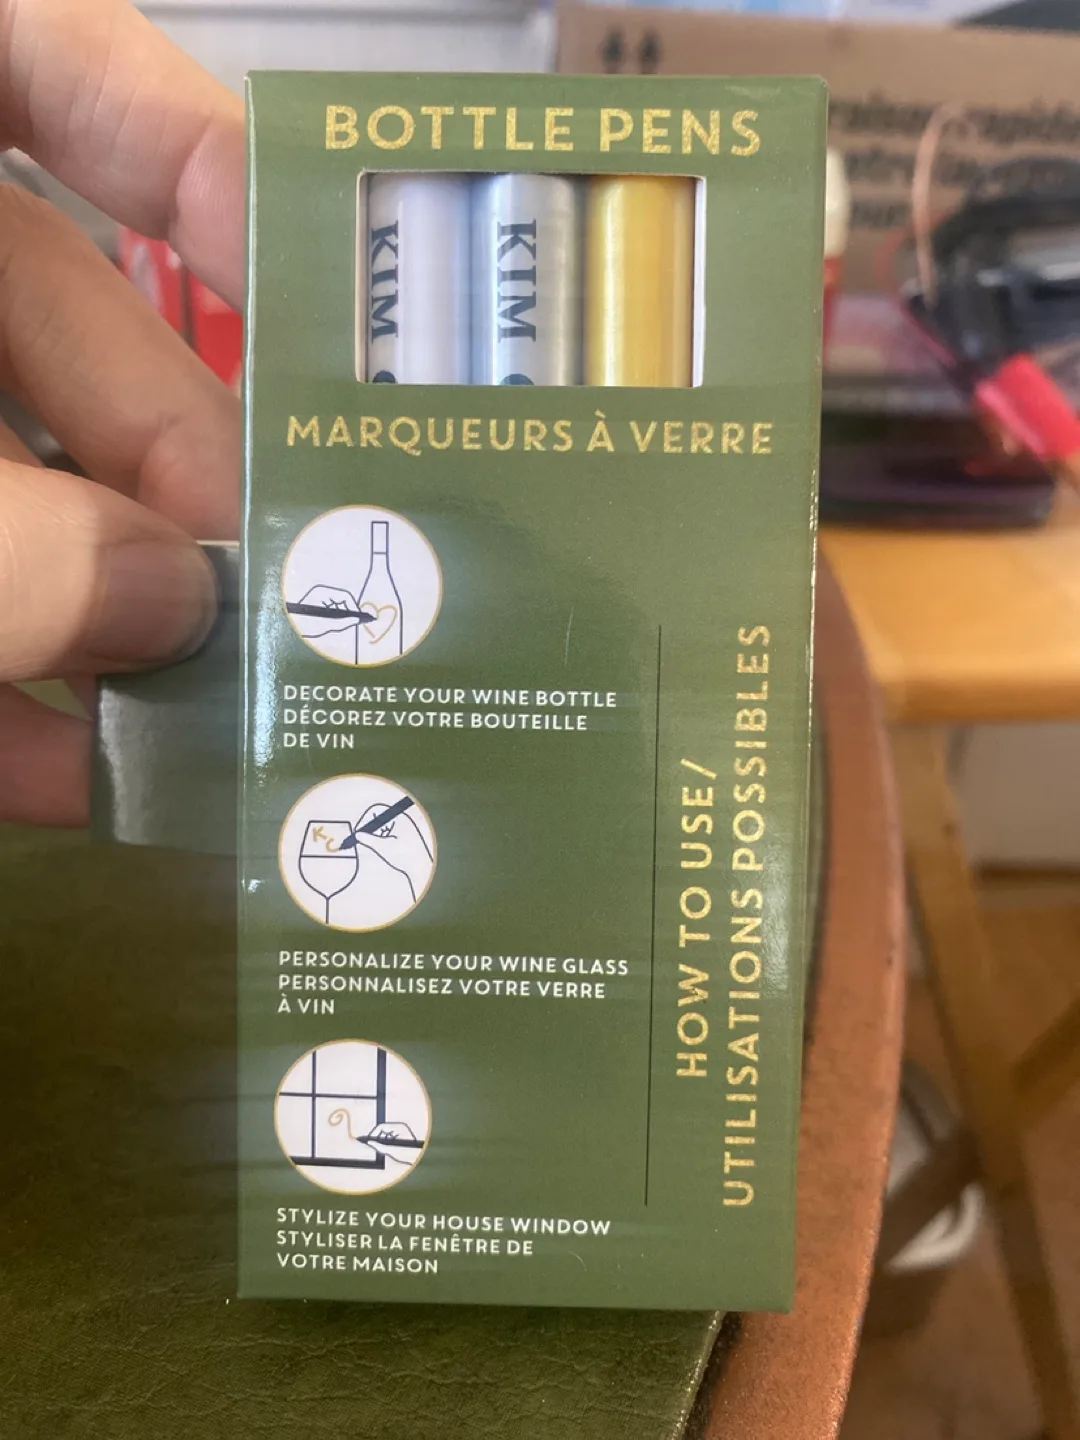 BOTTLE PENS
KIM
KIM
MARQUEURS À VERRE
DECORATE YOUR WINE BOTTLE
DÉCOREZ VOTRE BOUTEILLE
DE VIN
KC
PERSONALIZE YOUR WINE GLASS
PERSONNALISEZ VOTRE VERRE
À VIN
STYLIZE YOUR HOUSE WINDOW
STYLISER LA FENÊTRE DE
VOTRE MAISON
HOW TO USE/
UTILISATIONS POSSIBLES